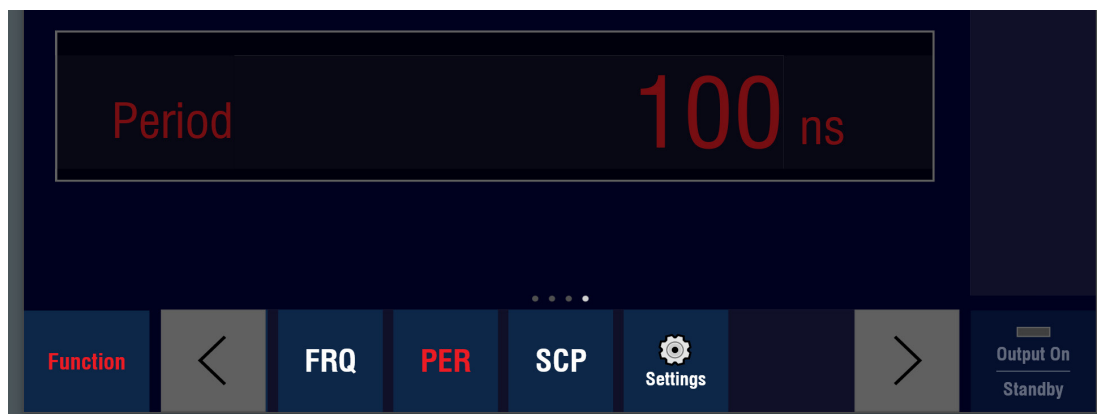 Period 100 ns
Function
FRQ
PER
SCP
Settings
Output On
Standby